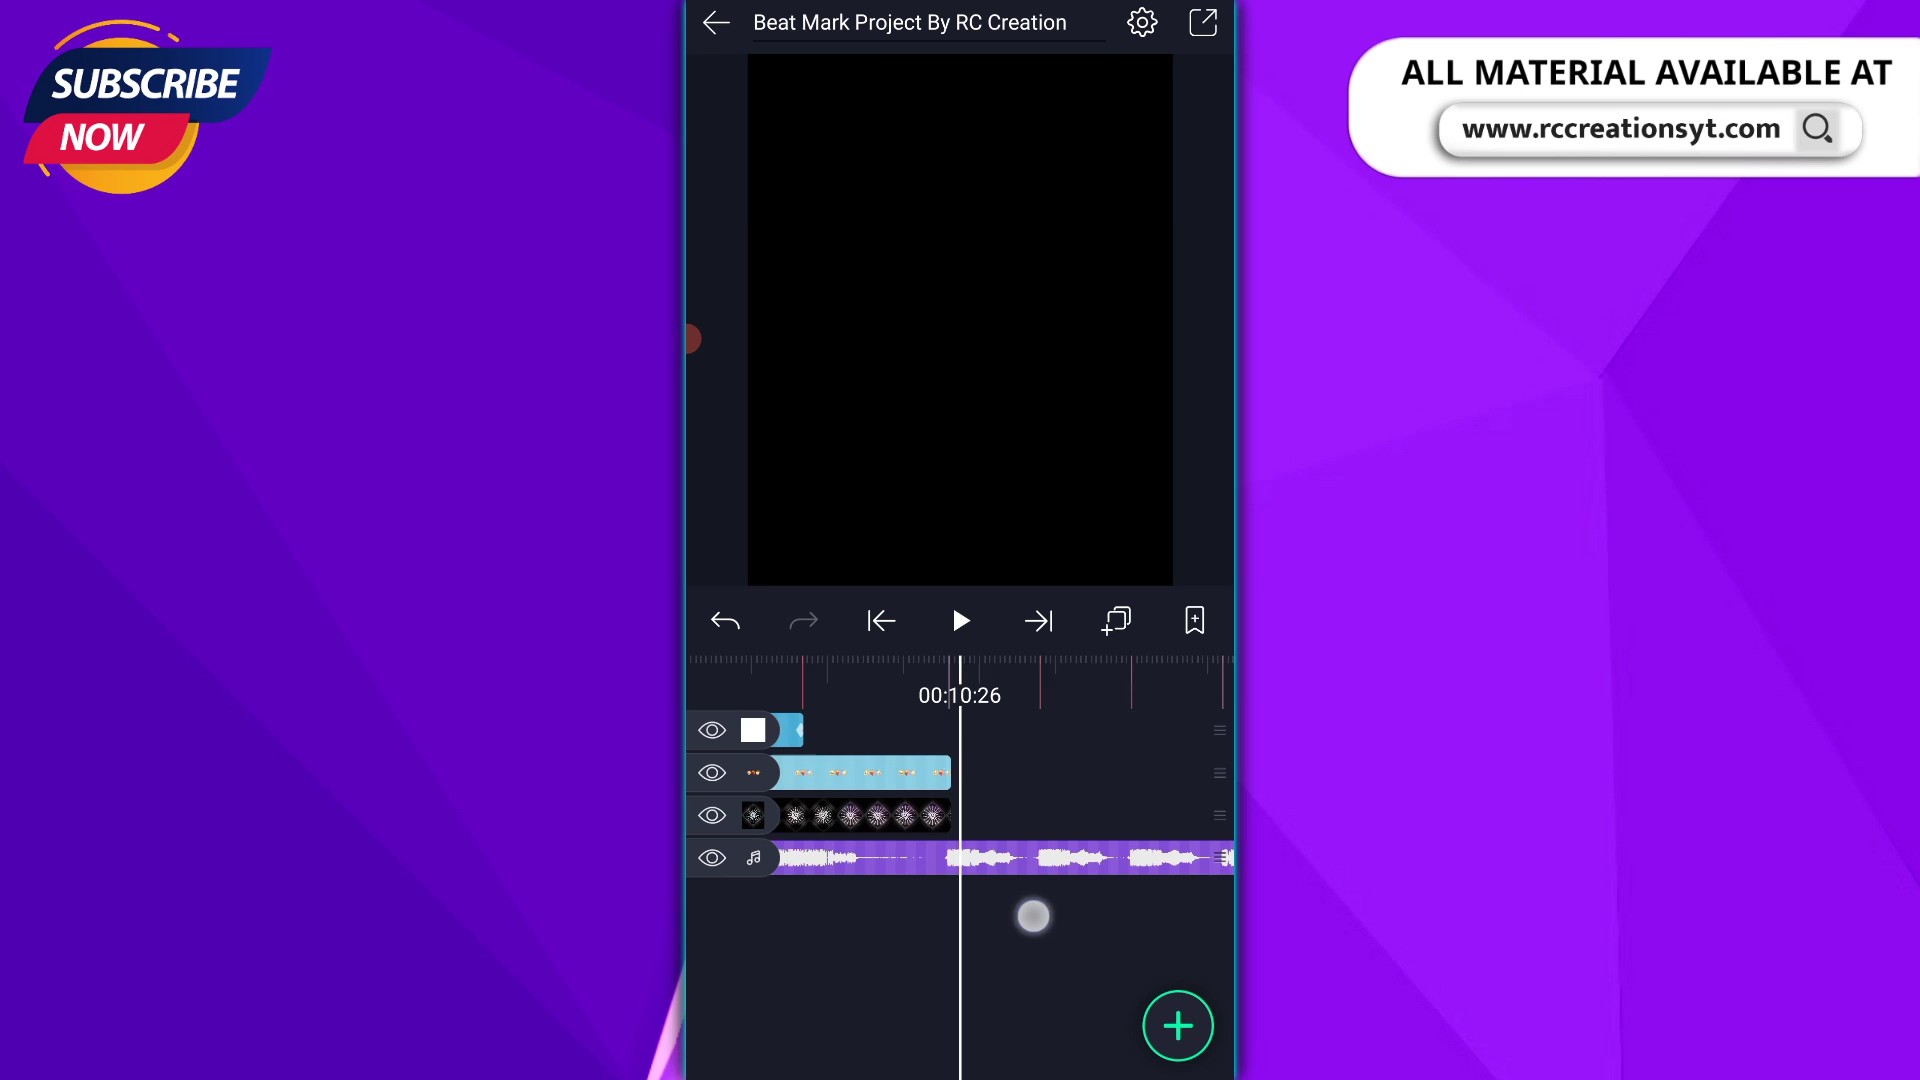 SUBSCRIBE
NOW
Beat Mark Project By RC Creation
ALL MATERIAL AVAILABLE AT
www.rccreationsyt.com
00:10:26